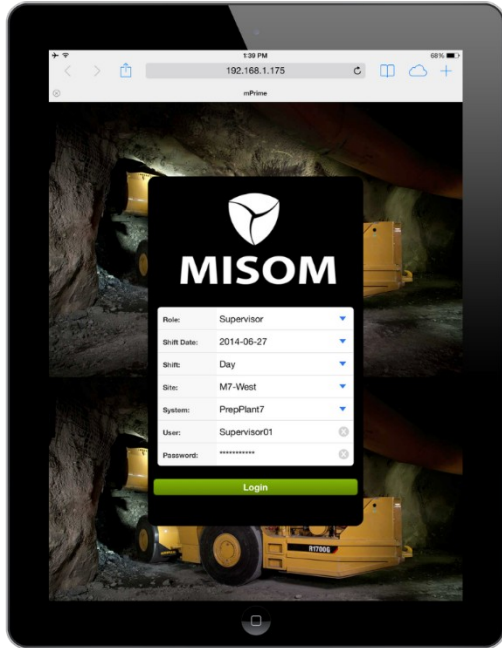 1:39 PM
68%
192.168.1.175
mPrime
MISOM
Role: Supervisor
Shift Date: 2014-06-27
Shift: Day
Site: M7-West
System: PrepPlant7
User: Supervisor01
Password: ***********
Login
R1700G